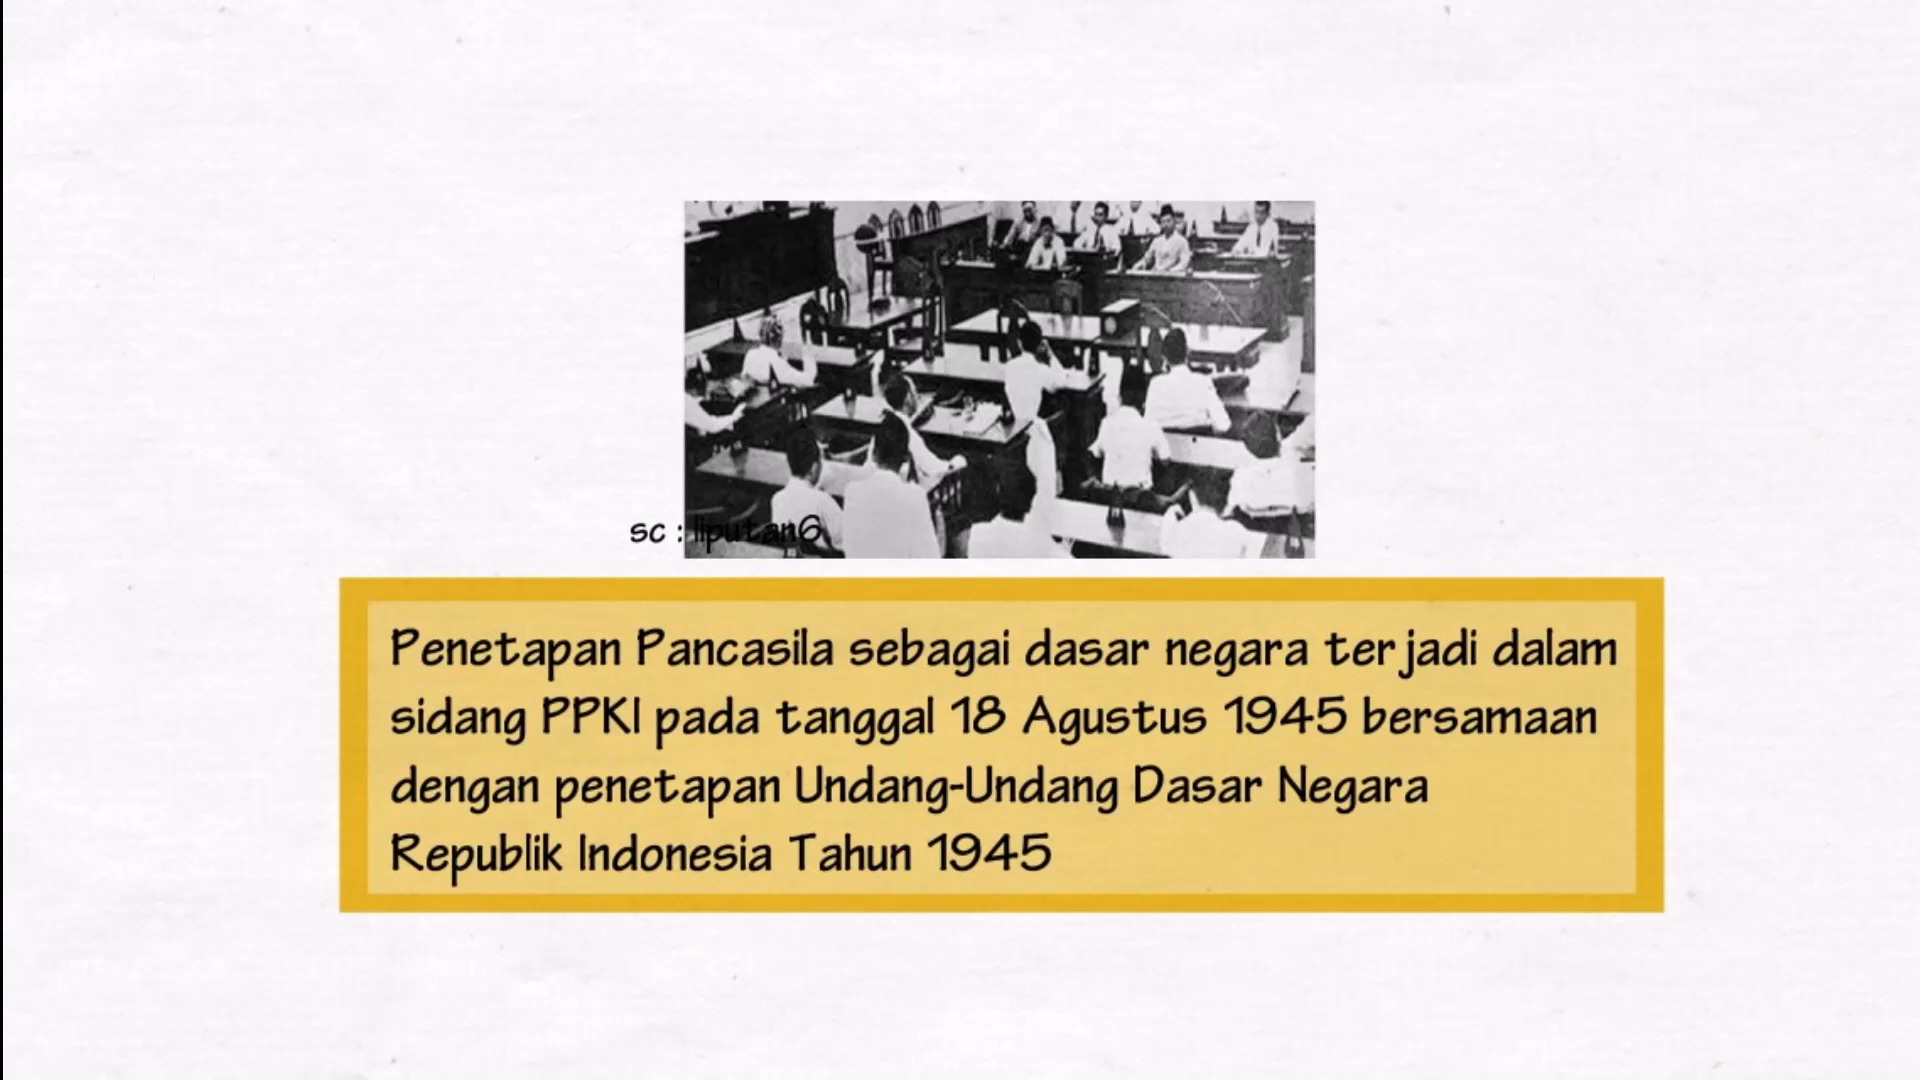 sc : liputan6
Penetapan Pancasila sebagai dasar negara terjadi dalam
sidang PPKI pada tanggal 18 Agustus 1945 bersamaan
dengan penetapan Undang-Undang Dasar Negara
Republik Indonesia Tahun 1945